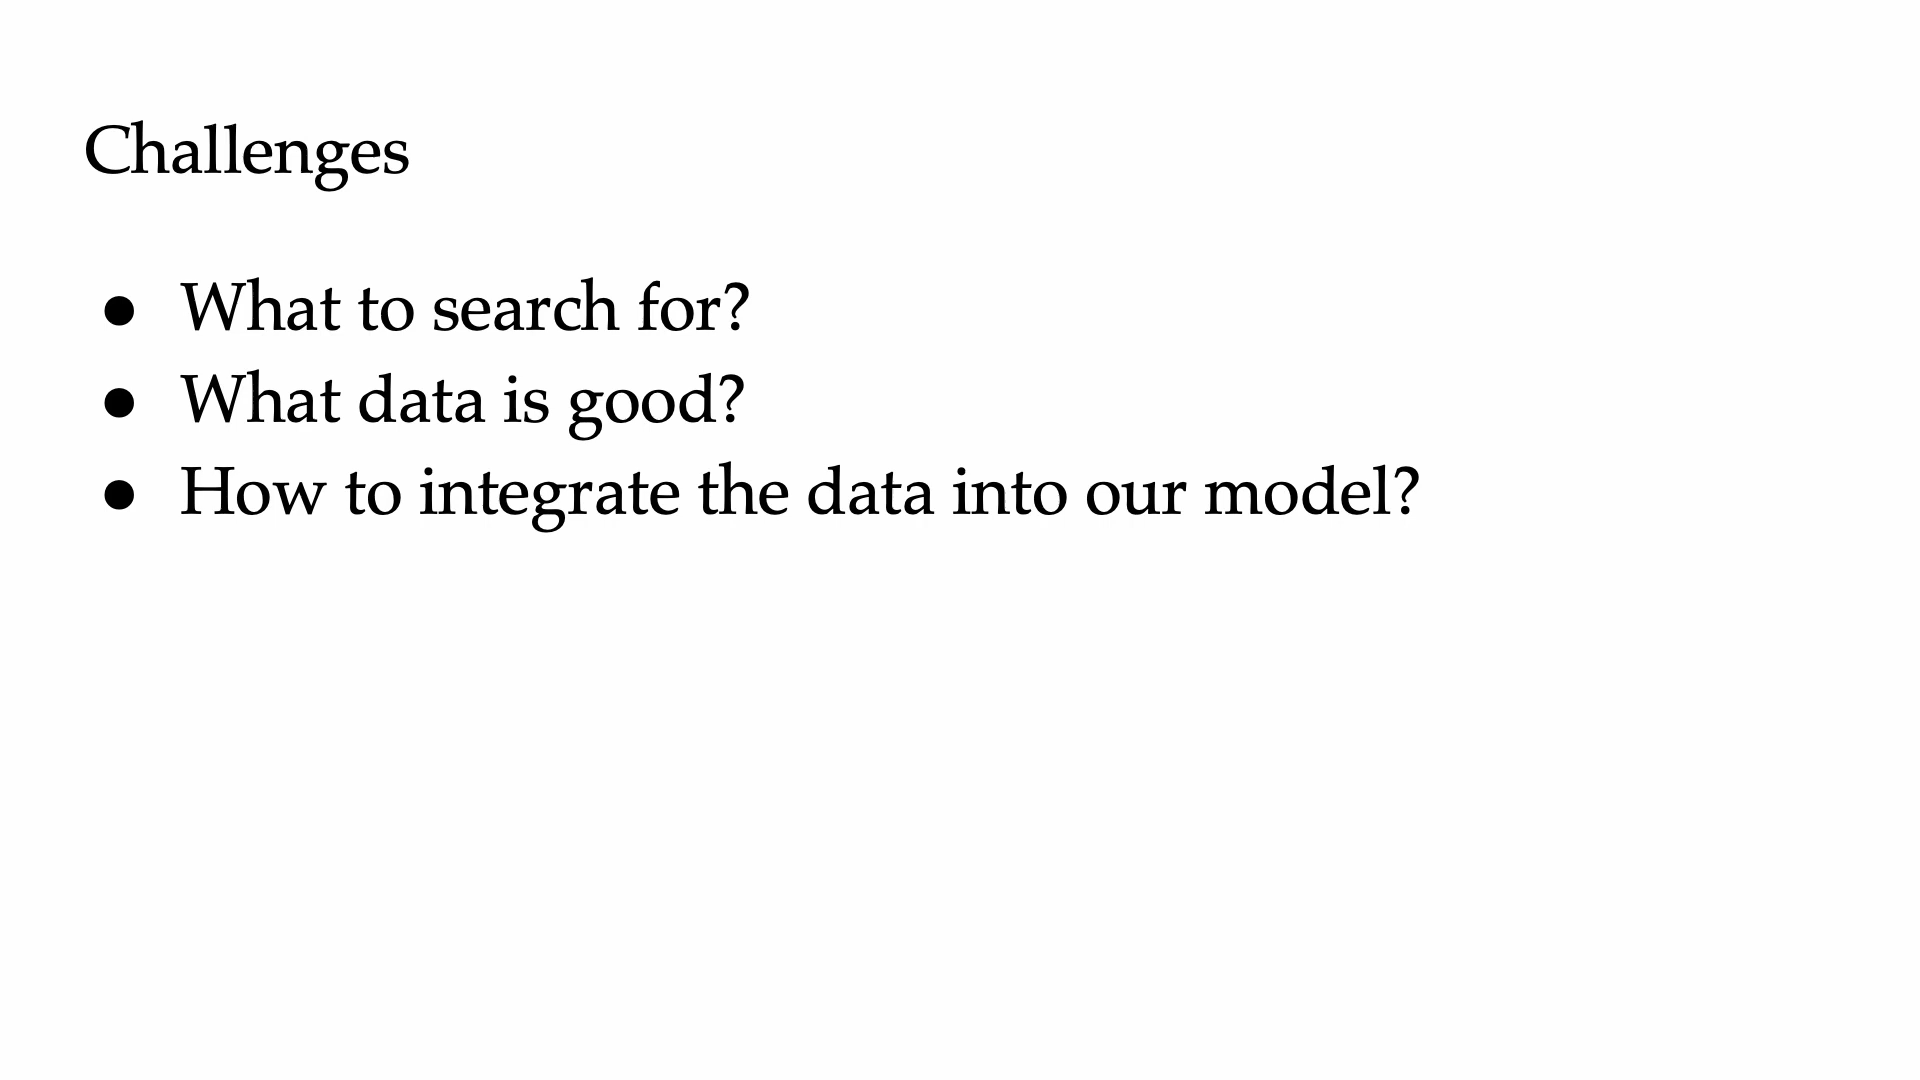 Challenges
● What to search for?
● What data is good?
● How to integrate the data into our model?